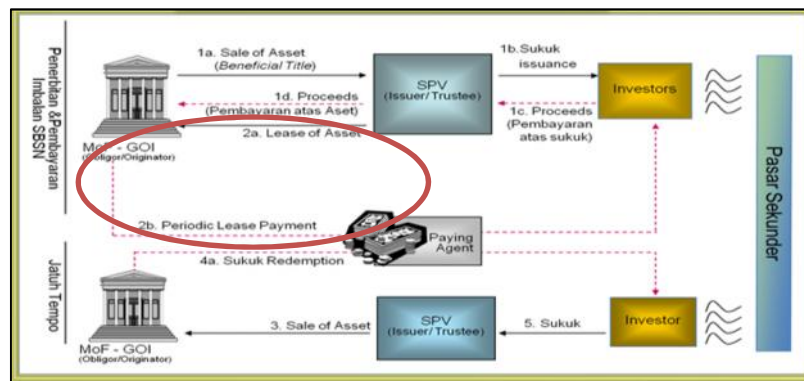 Penerbitan &Pembayaran
Imbalan SBSN
1a. Sale of Asset
(Beneficial Title)
1d. Proceeds
(Pembayaran atas Aset)
2a. Lease of Asset
MoF - GOI
(Obligor/Originator)
SPV
(Issuer/Trustee)
1b. Sukuk
issuance
1c. Proceeds
(Pembayaran
atas sukuk)
Investors
Pasar Sekunder
2b. Periodic Lease Payment
Paying
Agent
Jatuh Tempo
4a. Sukuk Redemption
3. Sale of Asset
MoF - GOI
(Obligor/Originator)
SPV
(Issuer/Trustee)
5. Sukuk
Investor